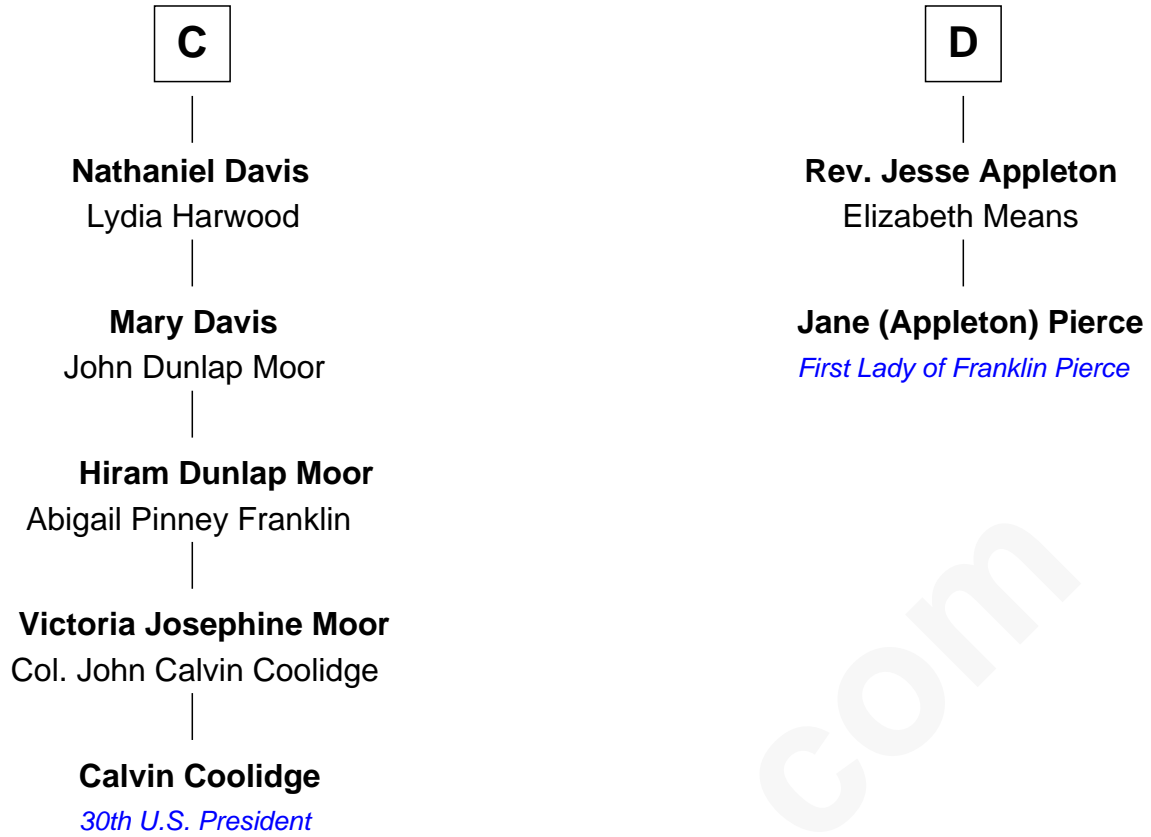 C
Nathaniel Davis
Lydia Harwood
Mary Davis
John Dunlap Moor
Hiram Dunlap Moor
Abigail Pinney Franklin
Victoria Josephine Moor
Col. John Calvin Coolidge
Calvin Coolidge
30th U.S. President
D
Rev. Jesse Appleton
Elizabeth Means
Jane (Appleton) Pierce
First Lady of Franklin Pierce
com